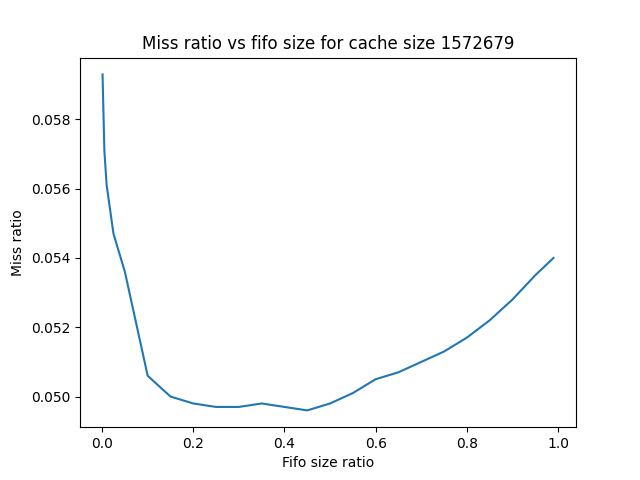 Miss ratio vs fifo size for cache size 1572679
0.058
0.056
0.054
0.052
0.050
Miss ratio
0.0 0.2 0.4 0.6 0.8 1.0
Fifo size ratio